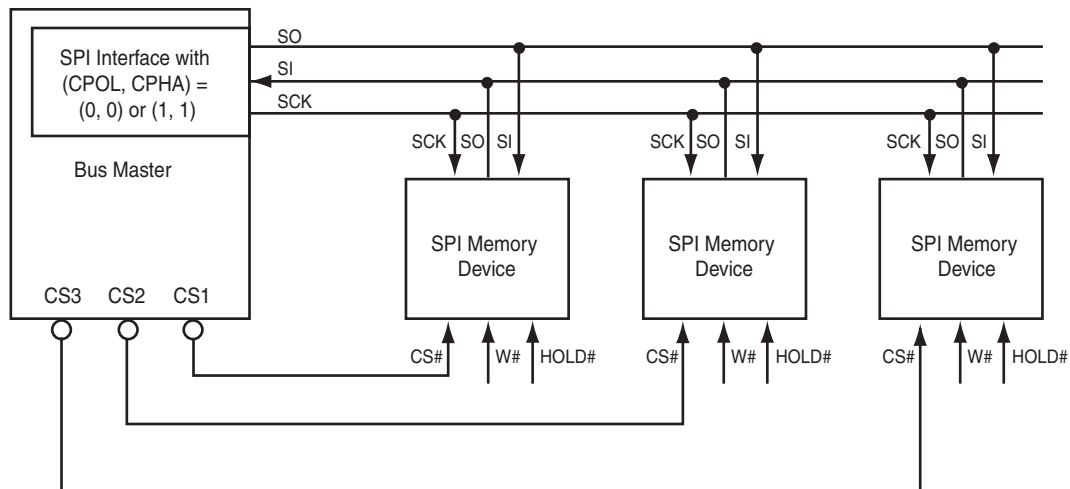 SO
SPI Interface with
(CPOL, CPHA) =
(0, 0) or (1, 1)
SI
SCK
Bus Master
SCK SO SI
SCK SO SI
SCK SO SI
SPI Memory
Device
SPI Memory
Device
SPI Memory
Device
CS3 CS2 CS1
CS# W# HOLD#
CS# W# HOLD#
CS# W# HOLD#